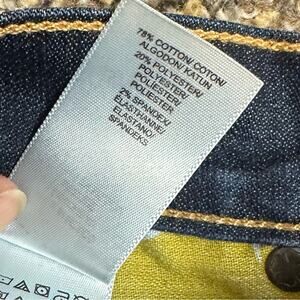 78% COTTON/ COTON/
ALGODON/ KATUN
20% POLYESTER/
POLYESTER/
POLIESTER/
POLIESTER
2% SPANDEX/
ELASTHANNE/
ELASTANO/
SPANDEKS